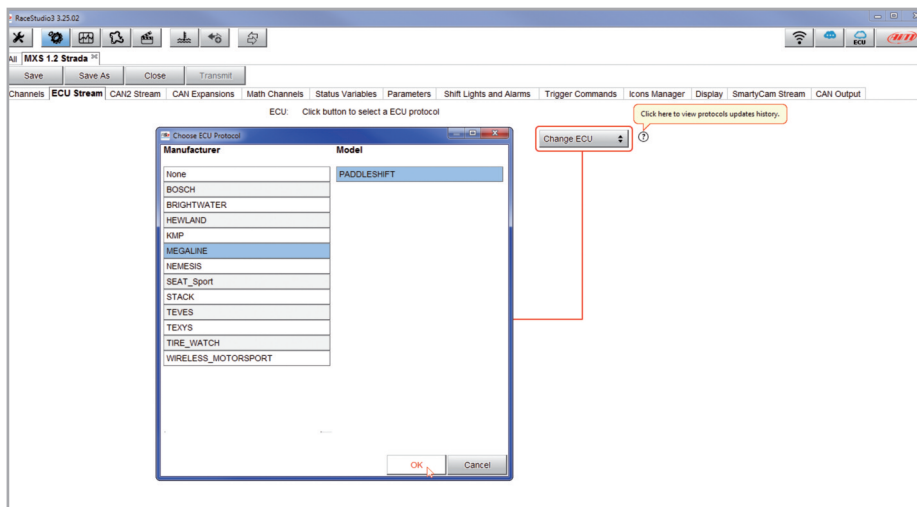 RaceStudio3 3.25.02
ECU
All MXS 1.2 Strada
Save Save As Close Transmit
Channels ECU Stream CAN2 Stream CAN Expansions Math Channels Status Variables Parameters Shift Lights and Alarms Trigger Commands Icons Manager Display SmartyCam Stream CAN Output
ECU: Click button to select a ECU protocol
Click here to view protocols updates history.
Change ECU ?
Choose ECU Protocol
Manufacturer Model
None PADDLESHIFT
BOSCH
BRIGHTWATER
HEWLAND
KMP
MEGALINE
NEMESIS
SEAT_Sport
STACK
TEVES
TEXYS
TIRE_WATCH
WIRELESS_MOTORSPORT
OK Cancel